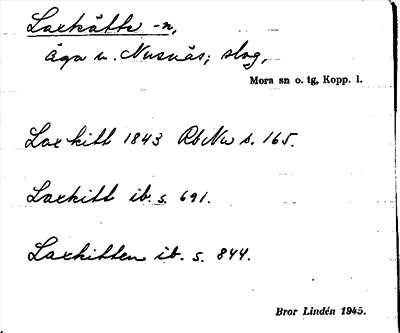 Laxkätte -n,
äga v. Nusnäs; slog,
Mora sn o. tg, Kopp. l.
Laxkitt 1843 RbNw s. 165.
Laxkitt ib. s. 691.
Laxkitten ib. s. 844.
Bror Lindén 1945.